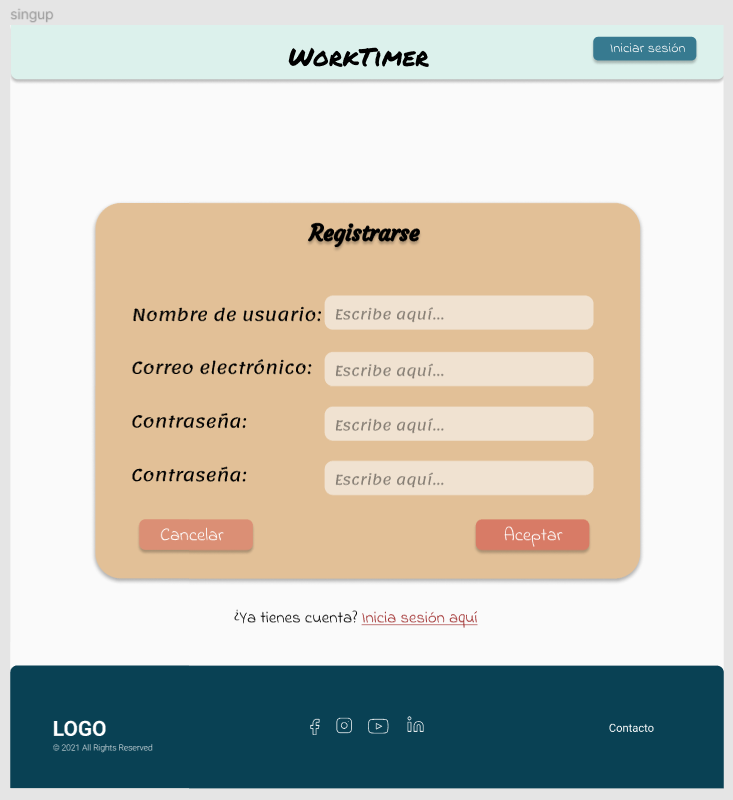 singup
WorkTimer
Iniciar sesión
Registrarse
Nombre de usuario:
Escribe aquí...
Correo electrónico:
Escribe aquí...
Contraseña:
Escribe aquí...
Contraseña:
Escribe aquí...
Cancelar
Aceptar
¿Ya tienes cuenta? Inicia sesión aquí
LOGO
© 2021 All Rights Reserved
Contacto